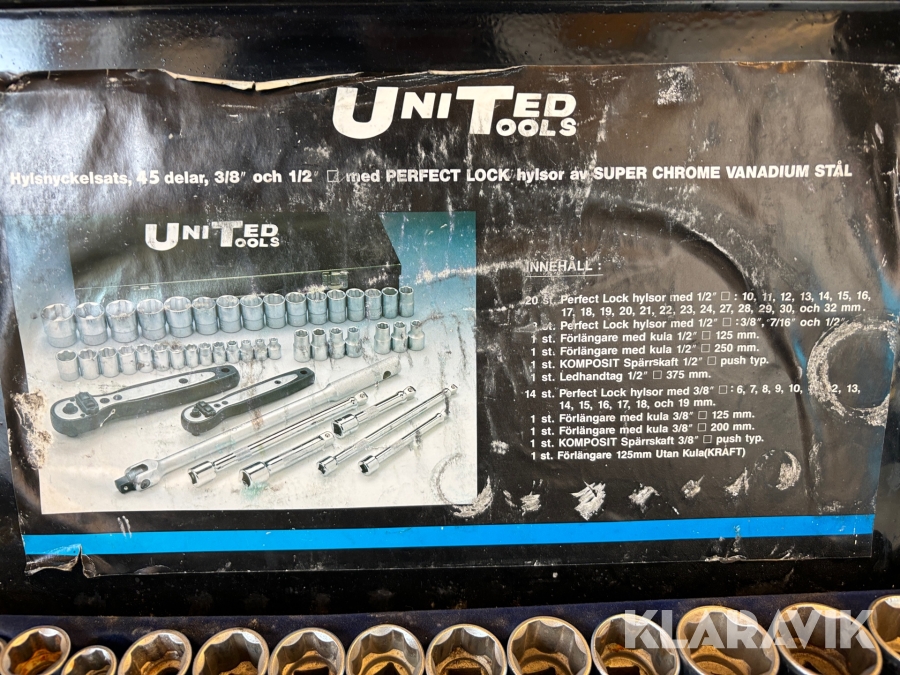 UNITED TOOLS
Hylsnyckelsats, 45 delar, 3/8" och 1/2" □ med PERFECT LOCK hylsor av SUPER CHROME VANADIUM STÅL
UNITED TOOLS
INNEHÅLL :
20 st. Perfect Lock hylsor med 1/2" □ : 10, 11, 12, 13, 14, 15, 16,
17, 18, 19, 20, 21, 22, 23, 24, 27, 28, 29, 30, och 32 mm.
st. Perfect Lock hylsor med 1/2" □ :3/8", 7/16" och 1/2"
1 st. Förlängare med kula 1/2" □ 125 mm.
1 st. Förlängare med kula 1/2" □ 250 mm.
1 st. KOMPOSIT Spärrskaft 1/2" □ push typ.
1 st. Ledhandtag 1/2" □ 375 mm.
14 st. Perfect Lock hylsor med 3/8" □ : 6, 7, 8, 9, 10, 2, 13,
14, 15, 16, 17, 18, och 19 mm.
1 st. Förlängare med kula 3/8" □ 125 mm.
1 st. Förlängare med kula 3/8" □ 200 mm.
1 st. KOMPOSIT Spärrskaft 3/8" □ push typ.
1 st. Förlängare 125mm Utan Kula(KRAFT)
KLARAVIK